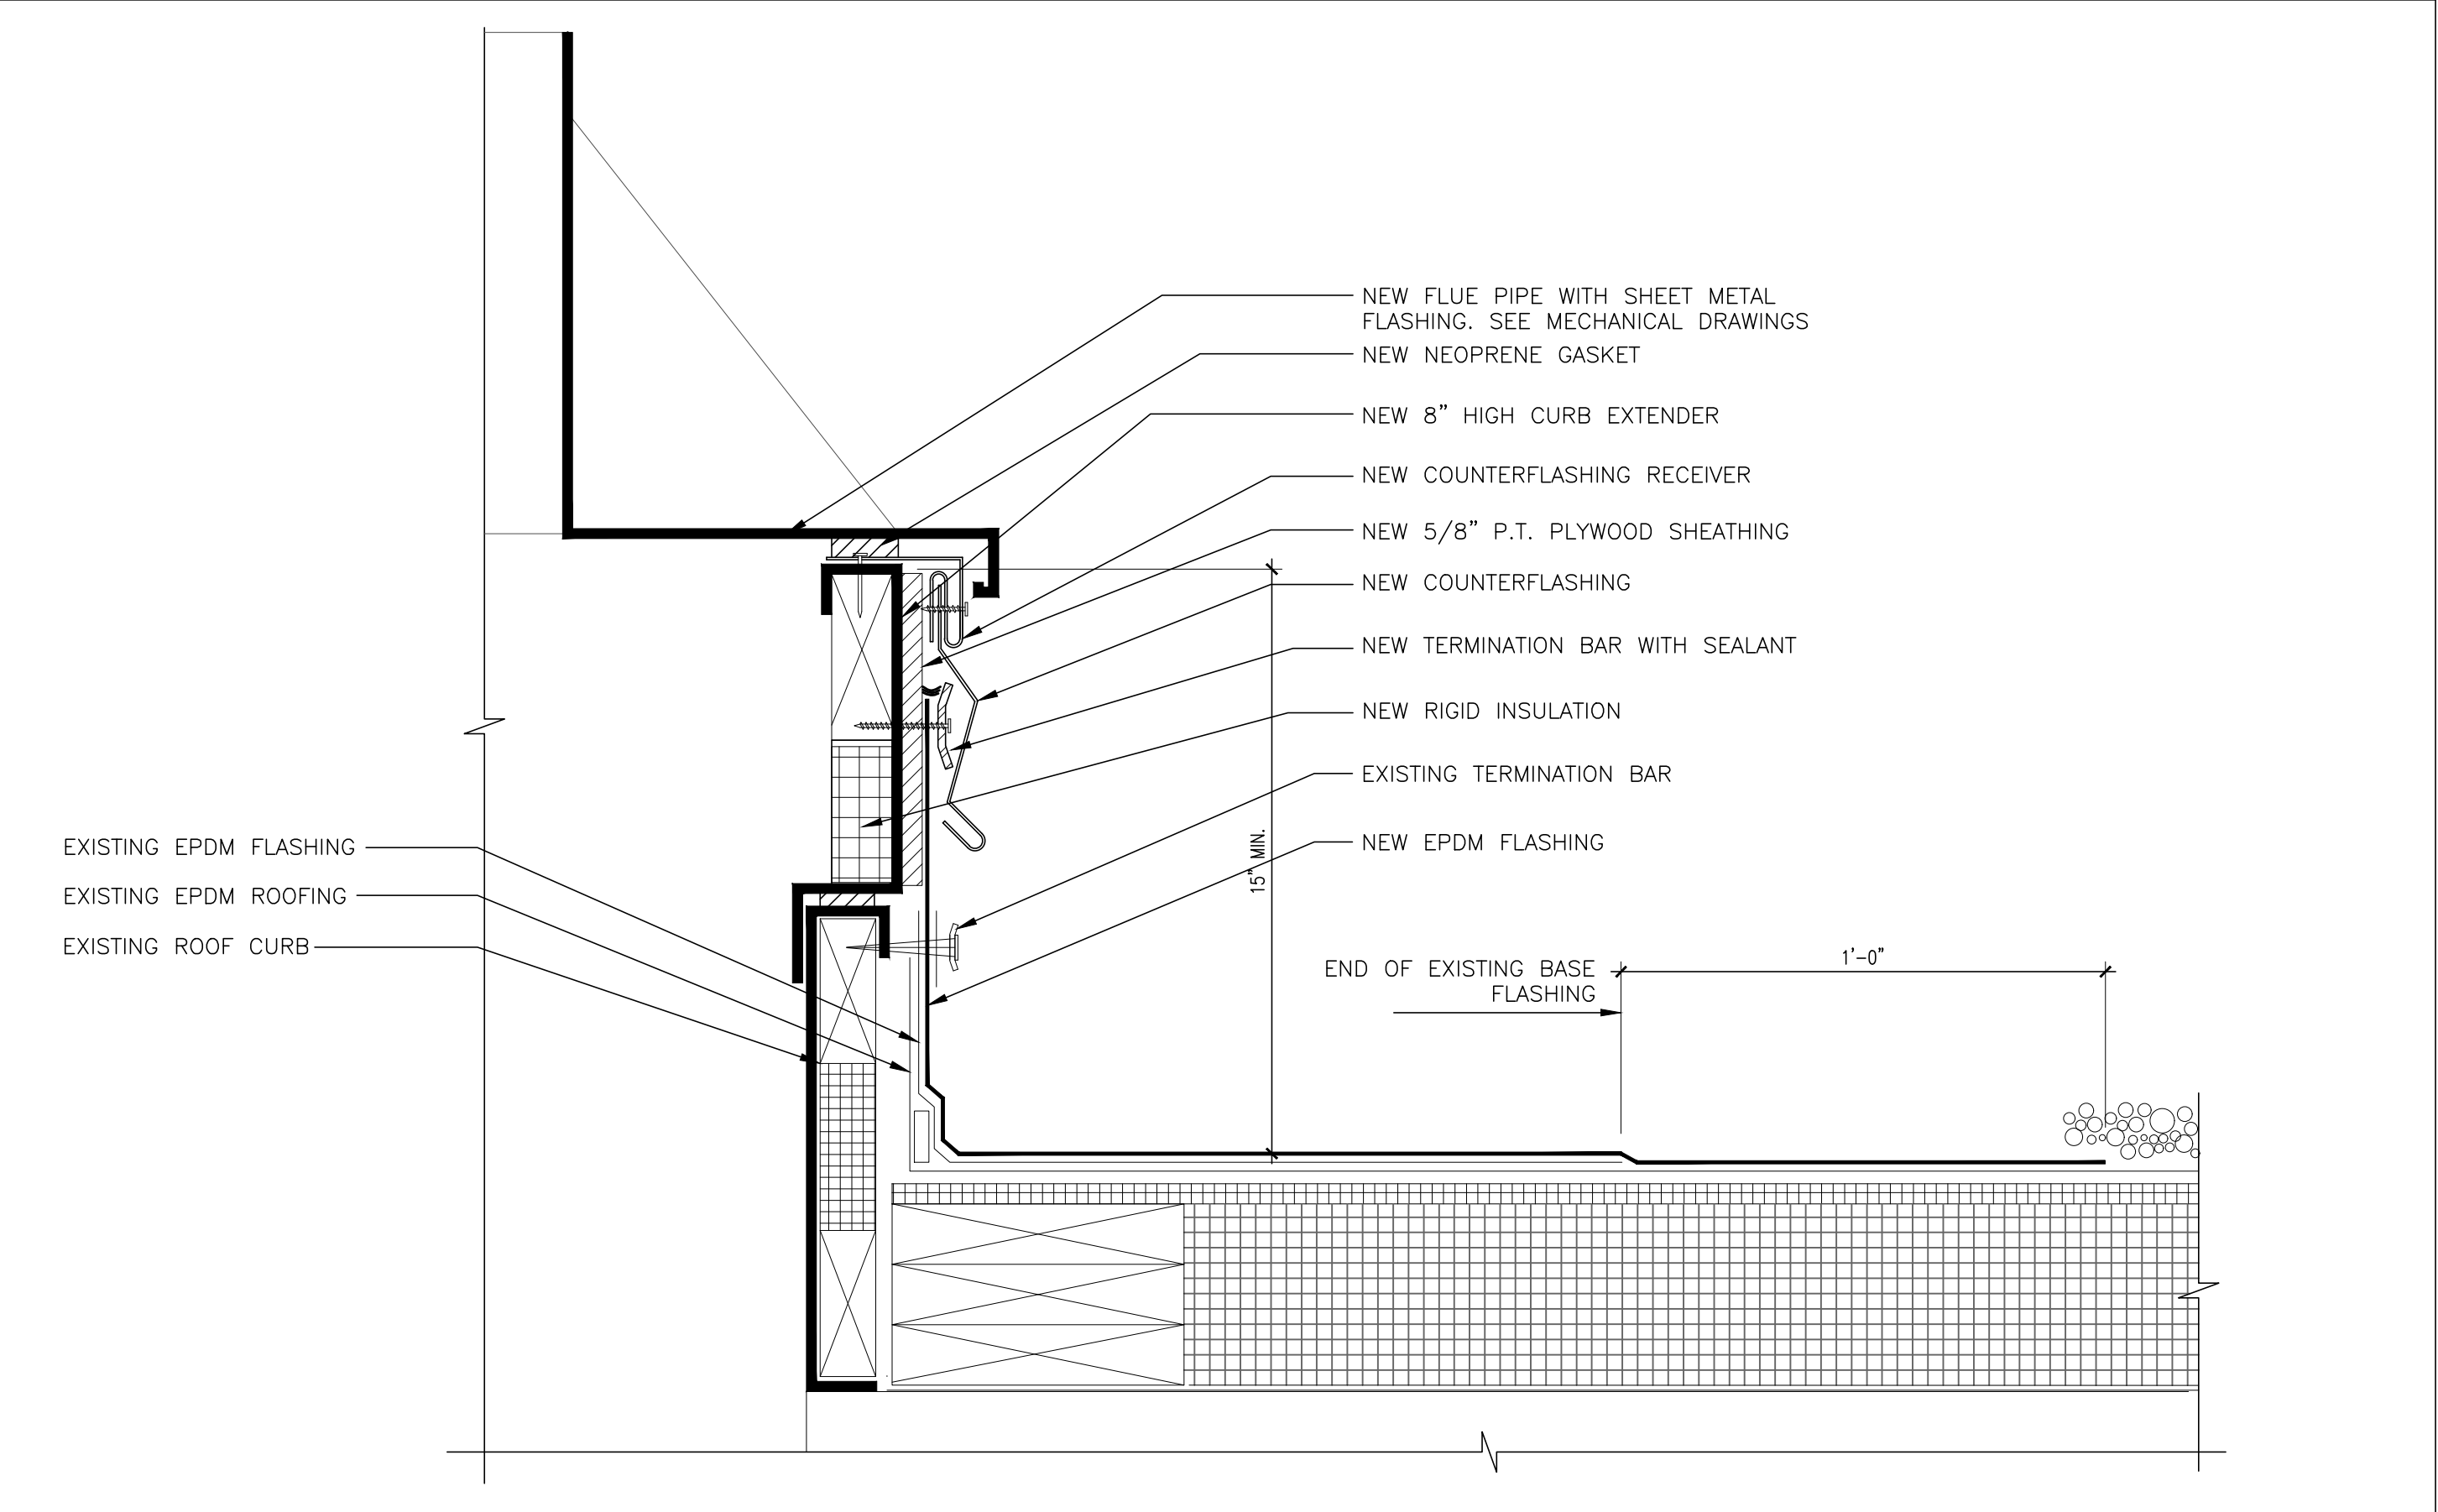 NEW FLUE PIPE WITH SHEET METAL
FLASHING. SEE MECHANICAL DRAWINGS
NEW NEOPRENE GASKET
NEW 8” HIGH CURB EXTENDER
NEW COUNTERFLASHING RECEIVER
NEW 5/8” P.T. PLYWOOD SHEATHING
NEW COUNTERFLASHING
NEW TERMINATION BAR WITH SEALANT
NEW RIGID INSULATION
EXISTING TERMINATION BAR
NEW EPDM FLASHING
15” MIN.
EXISTING EPDM FLASHING
EXISTING EPDM ROOFING
EXISTING ROOF CURB
END OF EXISTING BASE
FLASHING
1’-0”